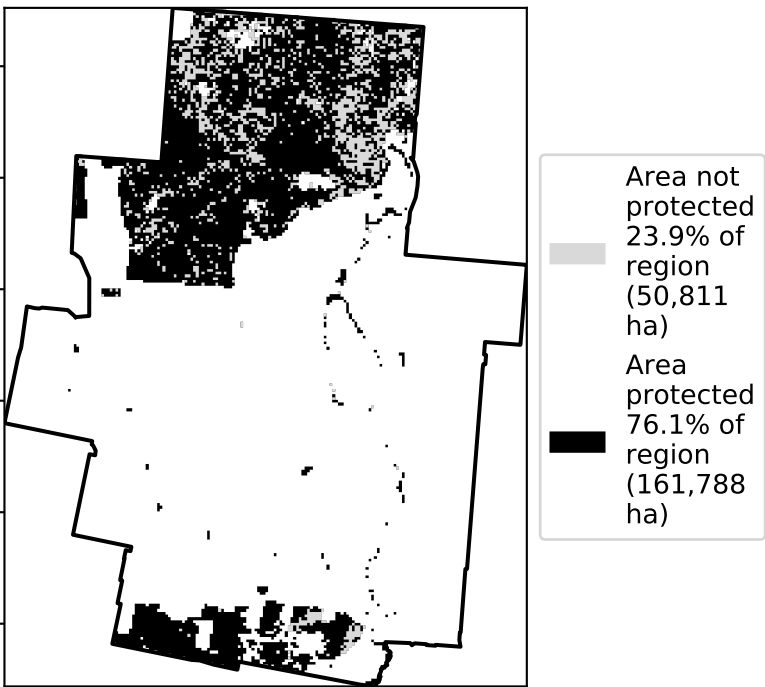 Area not
protected
23.9% of
region
(50,811
ha)
Area
protected
76.1% of
region
(161,788
ha)